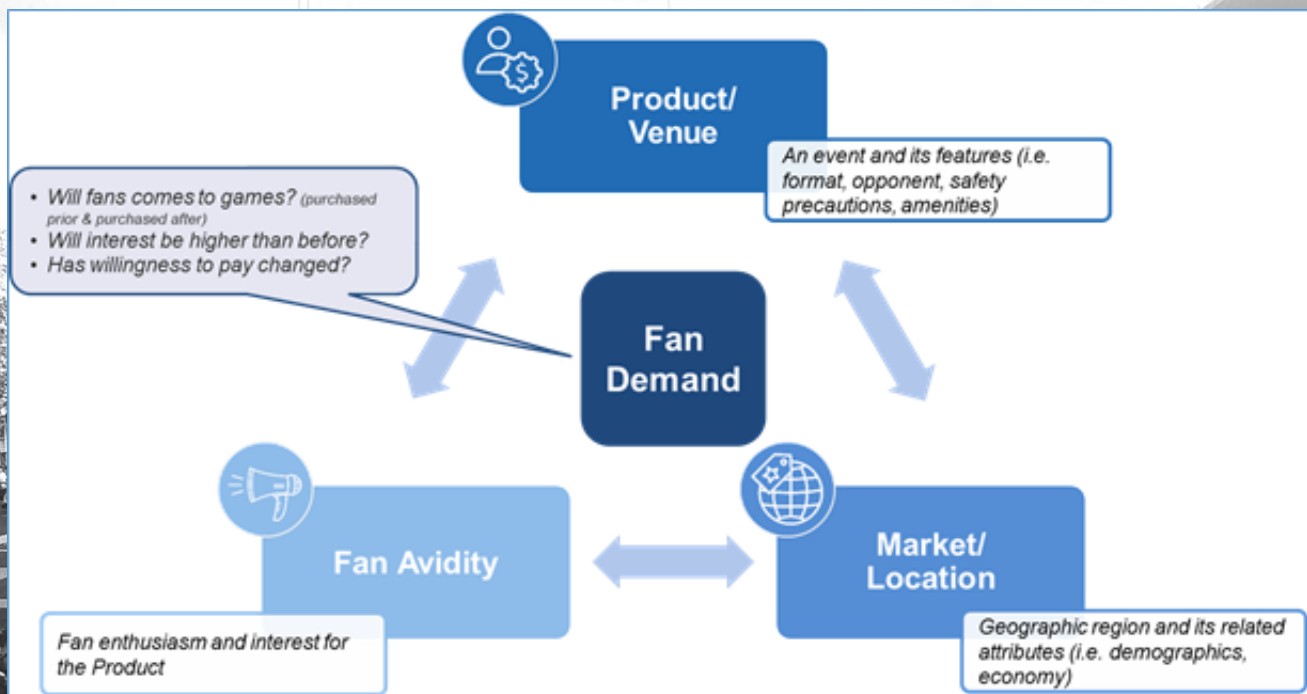 $
Product/
Venue
An event and its features (i.e.
format, opponent, safety
precautions, amenities)
• Will fans comes to games? (purchased
prior & purchased after)
• Will interest be higher than before?
• Has willingness to pay changed?
Fan
Demand
Fan Avidity
Fan enthusiasm and interest for
the Product
Market/
Location
Geographic region and its related
attributes (i.e. demographics,
economy)